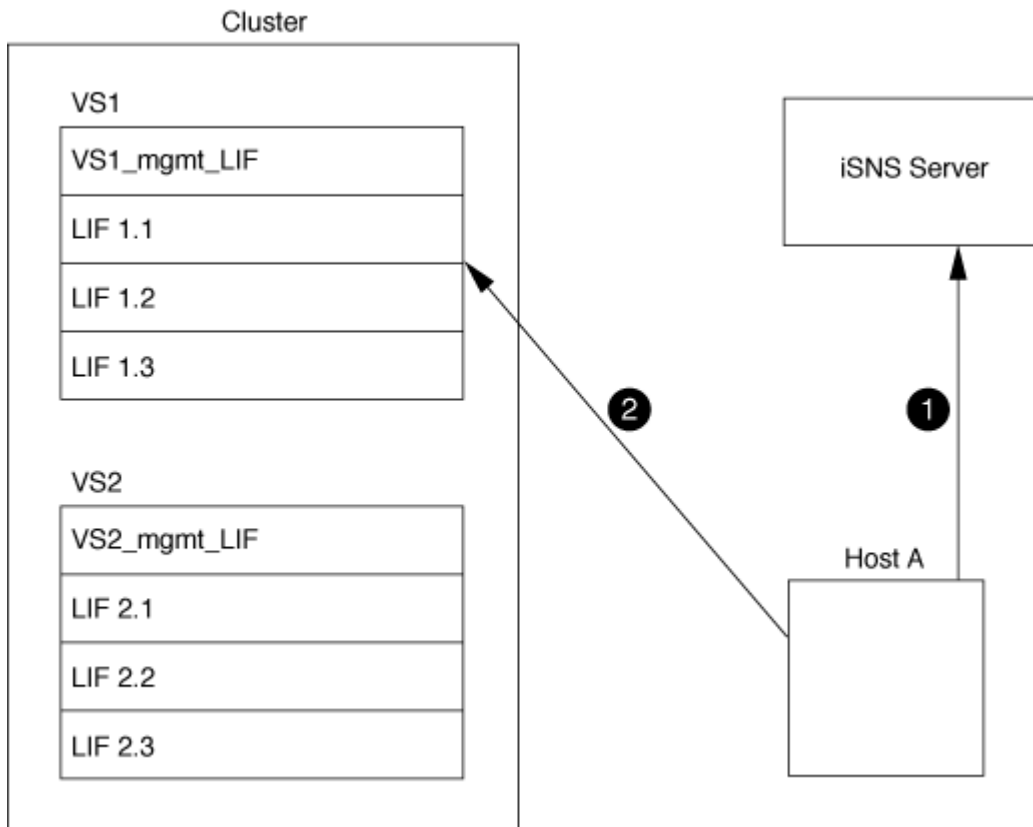 Cluster
VS1
VS1_mgmt_LIF
LIF 1.1
LIF 1.2
LIF 1.3
VS2
VS2_mgmt_LIF
LIF 2.1
LIF 2.2
LIF 2.3
iSNS Server
2
1
Host A